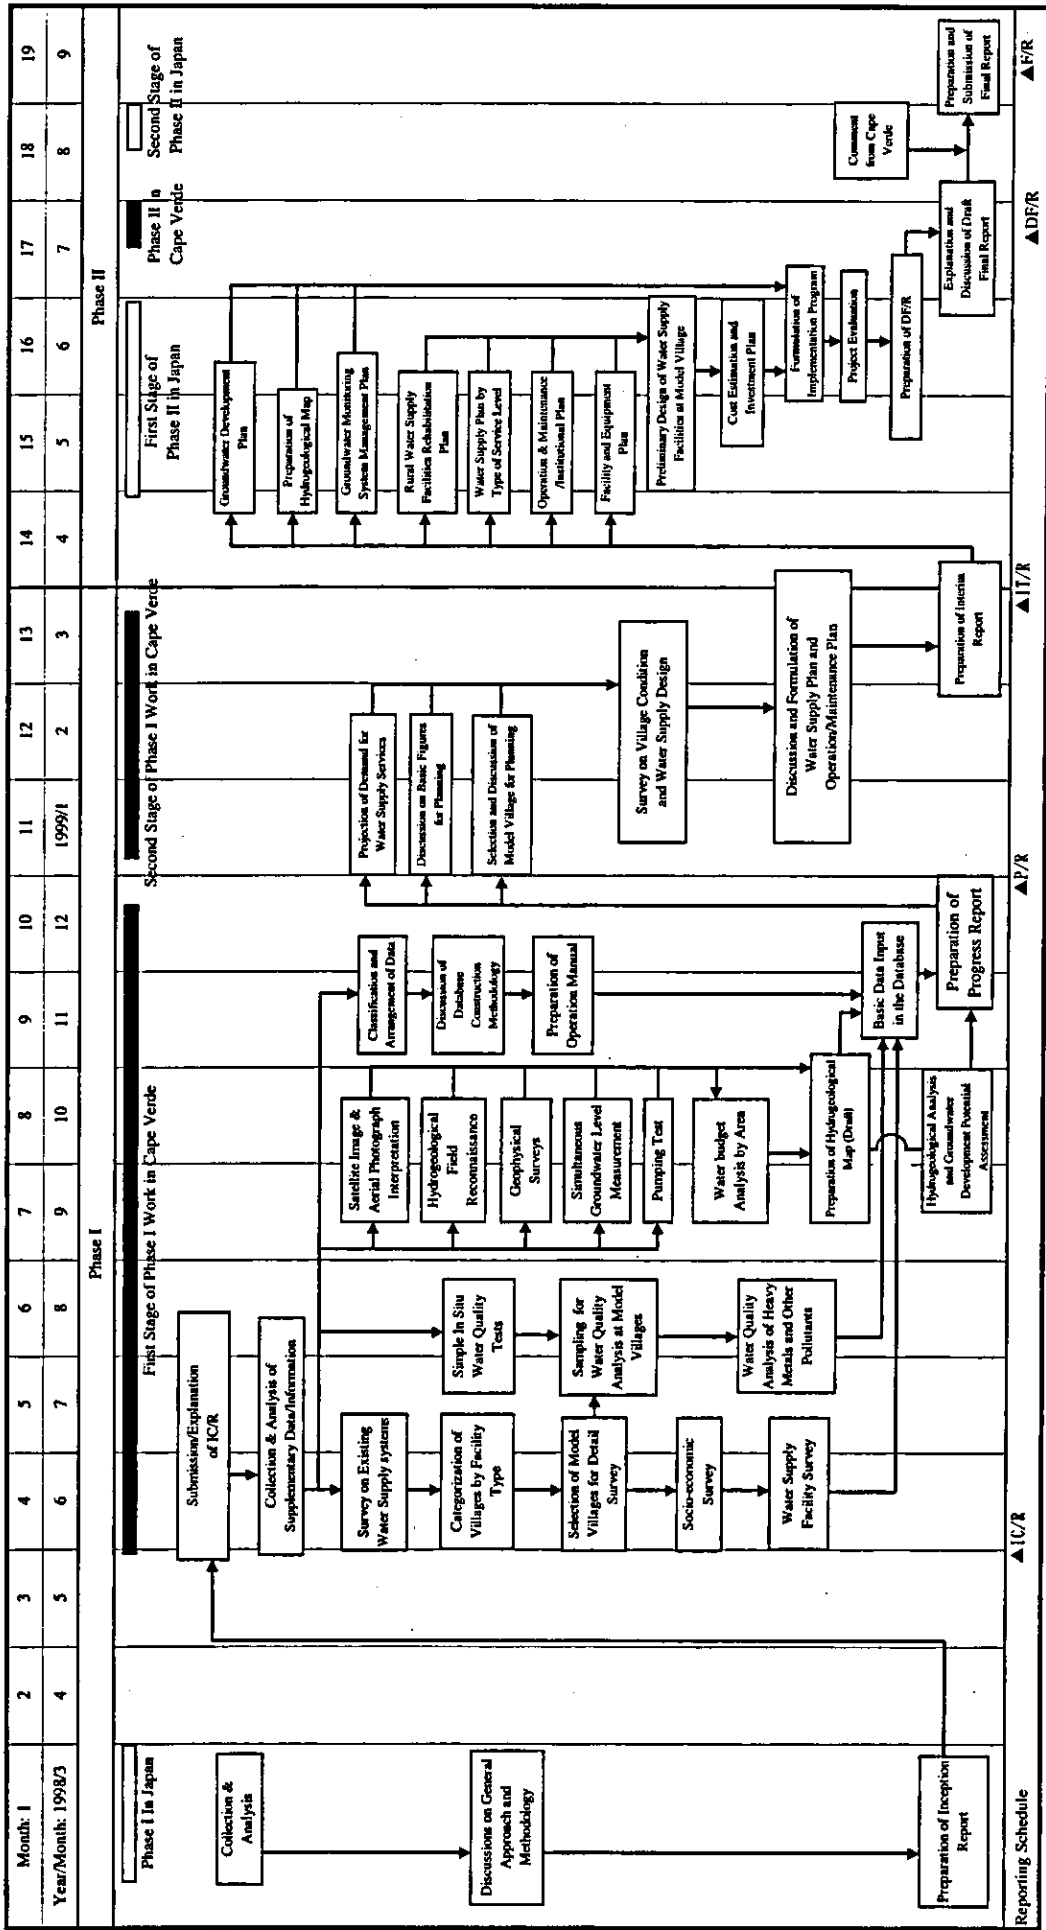 Month: 1 2 3 4 5 6 7 8 9 10 11 12 13 14 15 16 17 18 19
Year/Month: 1998/3 4 5 6 7 8 9 10 11 12 1999/1 2 3 4 5 6 7 8 9
Phase I
Phase II
Phase I In Japan
First Stage of Phase I Work in Cape Verde
Second Stage of Phase I Work in Cape Verde
First Stage of
Phase II in Japan
Phase II in
Cape Verde
Second Stage of
Phase II in Japan
Collection &
Analysis
Discussions on General
Approach and
Methodology
Preparation of Inception
Report
Submission/Explanation
of IC/R
Collection & Analysis of
Supplementary Data/Information
Survey on Existing
Water Supply systems
Categorization of
Villages by Facility
Type
Selection of Model
Villages for Detail
Survey
Socio-economic
Survey
Water Supply
Facility Survey
Simple In Situ
Water Quality
Tests
Sampling for
Water Quality
Analysis at Model
Villages
Water Quality
Analysis of Heavy
Metals and Other
Pollutants
Satellite Image &
Aerial Photograph
Interpretation
Hydrogeological
Field
Reconnaissance
Geophysical
Surveys
Simultaneous
Groundwater Level
Measurement
Pumping Test
Water budget
Analysis by Area
Preparation of Hydrogeological
Map (Draft)
Hydrogeological Analysis
and Groundwater
Development Potential
Assessment
Classification and
Arrangement of Data
Discussion of
Database
Construction
Methodology
Preparation of
Operation Manual
Basic Data Input
in the Database
Preparation of
Progress Report
Projection of Demand for
Water Supply Services
Discussion on Basic Figures
for Planning
Selection and Discussion of
Model Village for Planning
Survey on Village Condition
and Water Supply Design
Discussion and Formulation of
Water Supply Plan and
Operation/Maintenance Plan
Preparation of Interim
Report
Groundwater Development
Plan
Preparation of
Hydrogeological Map
Groundwater Monitoring
System Management Plan
Rural Water Supply
Facilities Rehabilitation
Plan
Water Supply Plan by
Type of Service Level
Operation & Maintenance
/Institutional Plan
Facility and Equipment
Plan
Preliminary Design of Water Supply
Facilities at Model Village
Cost Estimation and
Investment Plan
Formulation of
Implementation Program
Project Evaluation
Preparation of DF/R
Explanation and
Discussion of Draft
Final Report
Comment
from Cape
Verde
Preparation and
Submission of
Final Report
Reporting Schedule
▲IC/R
▲P/R
▲IT/R
▲DF/R
▲F/R